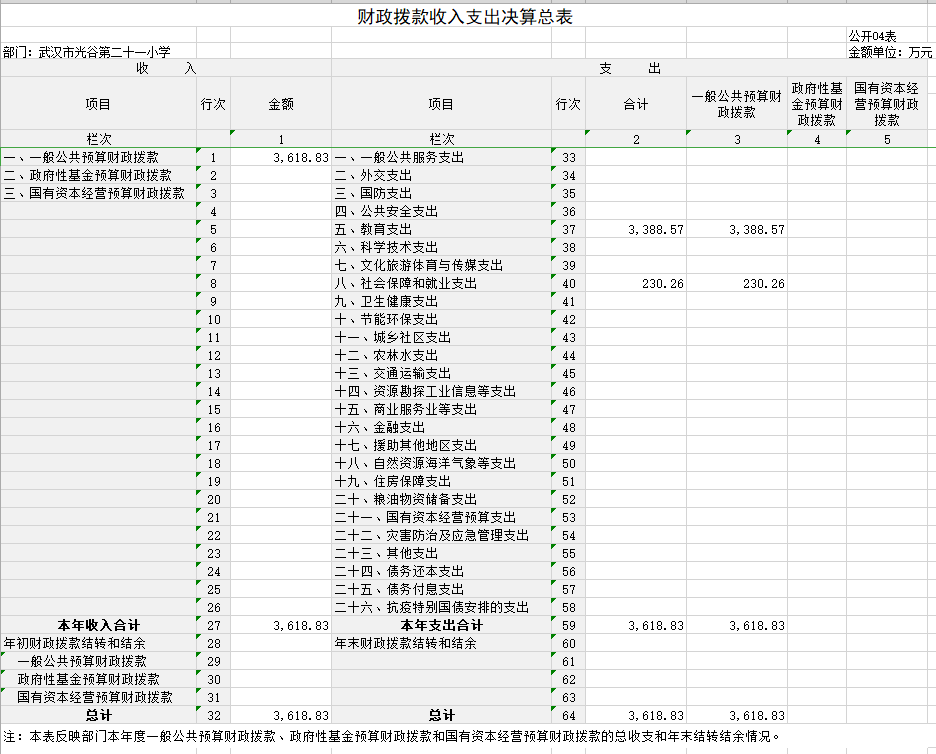 财政拨款收入支出决算总表
公开04表
部门：武汉市光谷第二十一小学 金额单位：万元
收 入 支 出
项目 行次 金额 项目 行次 合计 一般公共预算财政拨款 政府性基金预算财政拨款 国有资本经营预算财政拨款
栏次 1 栏次 2 3 4 5
一、一般公共预算财政拨款 1 3,618.83 一、一般公共服务支出 33
二、政府性基金预算财政拨款 2 二、外交支出 34
三、国有资本经营预算财政拨款 3 三、国防支出 35
4 四、公共安全支出 36
5 五、教育支出 37 3,388.57 3,388.57
6 六、科学技术支出 38
7 七、文化旅游体育与传媒支出 39
8 八、社会保障和就业支出 40 230.26 230.26
9 九、卫生健康支出 41
10 十、节能环保支出 42
11 十一、城乡社区支出 43
12 十二、农林水支出 44
13 十三、交通运输支出 45
14 十四、资源勘探工业信息等支出 46
15 十五、商业服务业等支出 47
16 十六、金融支出 48
17 十七、援助其他地区支出 49
18 十八、自然资源海洋气象等支出 50
19 十九、住房保障支出 51
20 二十、粮油物资储备支出 52
21 二十一、国有资本经营预算支出 53
22 二十二、灾害防治及应急管理支出 54
23 二十三、其他支出 55
24 二十四、债务还本支出 56
25 二十五、债务付息支出 57
26 二十六、抗疫特别国债安排的支出 58
本年收入合计 27 3,618.83 本年支出合计 59 3,618.83 3,618.83
年初财政拨款结转和结余 28 年末财政拨款结转和结余 60
一般公共预算财政拨款 29 61
政府性基金预算财政拨款 30 62
国有资本经营预算财政拨款 31 63
总计 32 3,618.83 总计 64 3,618.83 3,618.83
注：本表反映部门本年度一般公共预算财政拨款、政府性基金预算财政拨款和国有资本经营预算财政拨款的总收支和年末结转结余情况。